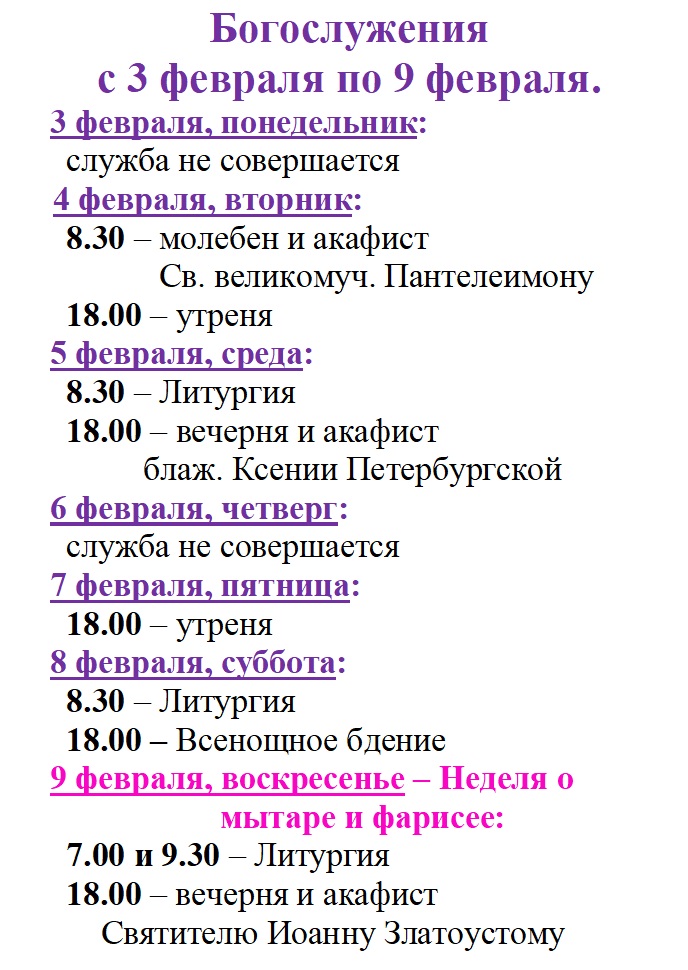 Богослужения
с 3 февраля по 9 февраля.
3 февраля, понедельник:
служба не совершается
4 февраля, вторник:
8.30 – молебен и акафист
Св. великомуч. Пантелеимону
18.00 – утреня
5 февраля, среда:
8.30 – Литургия
18.00 – вечерня и акафист
блаж. Ксении Петербургской
6 февраля, четверг:
служба не совершается
7 февраля, пятница:
18.00 – утреня
8 февраля, суббота:
8.30 – Литургия
18.00 – Всенощное бдение
9 февраля, воскресенье – Неделя о
мытаре и фарисее:
7.00 и 9.30 – Литургия
18.00 – вечерня и акафист
Святителю Иоанну Златоустому